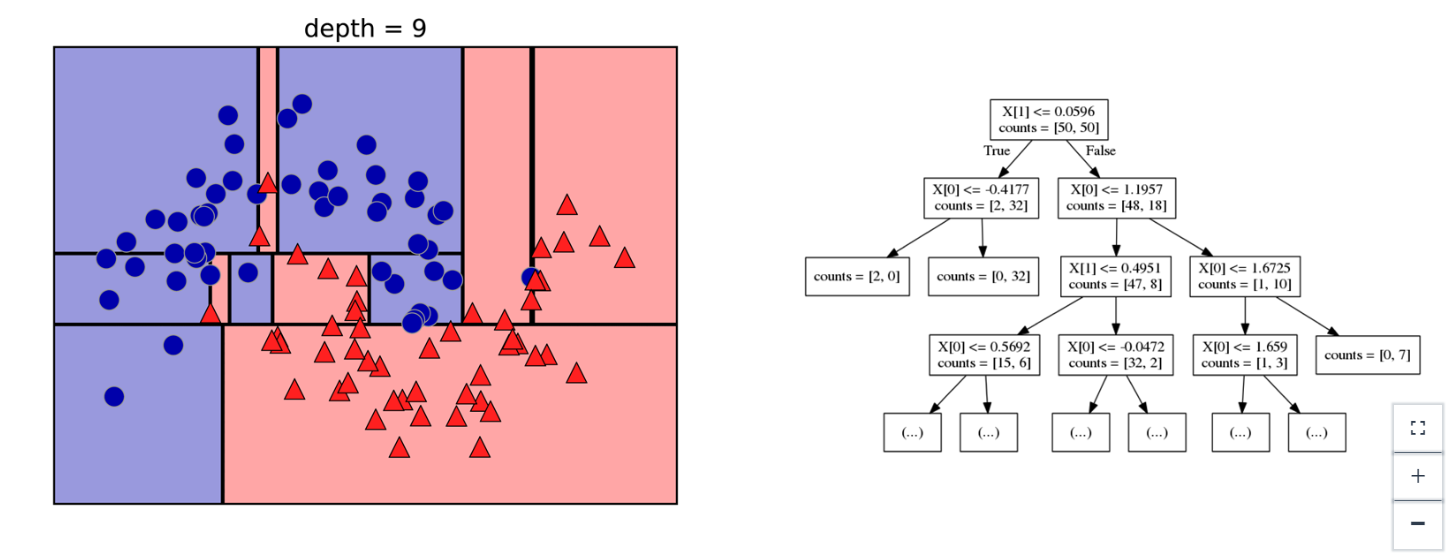 depth = 9
X[1] <= 0.0596
counts = [50, 50]
True
False
X[0] <= -0.4177
counts = [2, 32]
X[0] <= 1.1957
counts = [48, 18]
counts = [2, 0]
counts = [0, 32]
X[1] <= 0.4951
counts = [47, 8]
X[0] <= 1.6725
counts = [1, 10]
X[0] <= 0.5692
counts = [15, 6]
X[0] <= -0.0472
counts = [32, 2]
X[0] <= 1.659
counts = [1, 3]
counts = [0, 7]
(...)
(...)
(...)
(...)
(...)
(...)
+
−